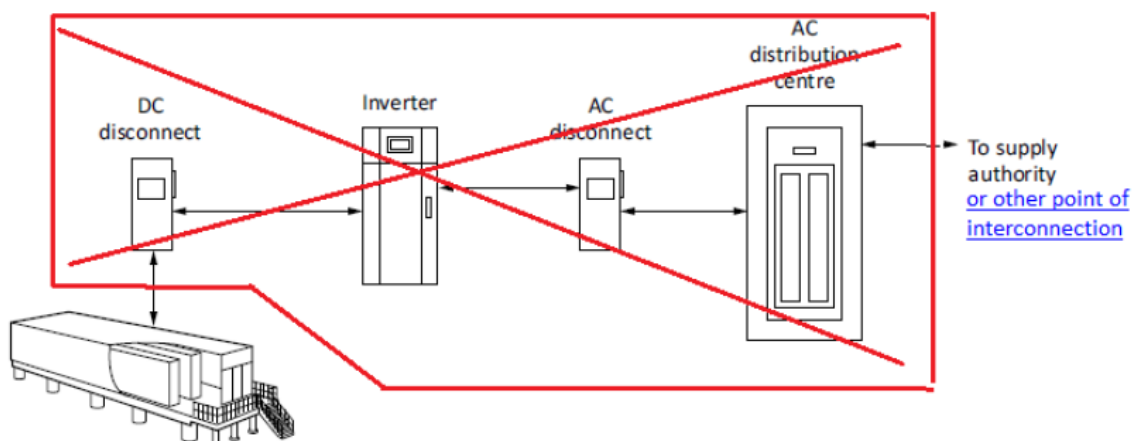 AC
distribution
centre
DC
disconnect
Inverter
AC
disconnect
To supply
authority
or other point of
interconnection